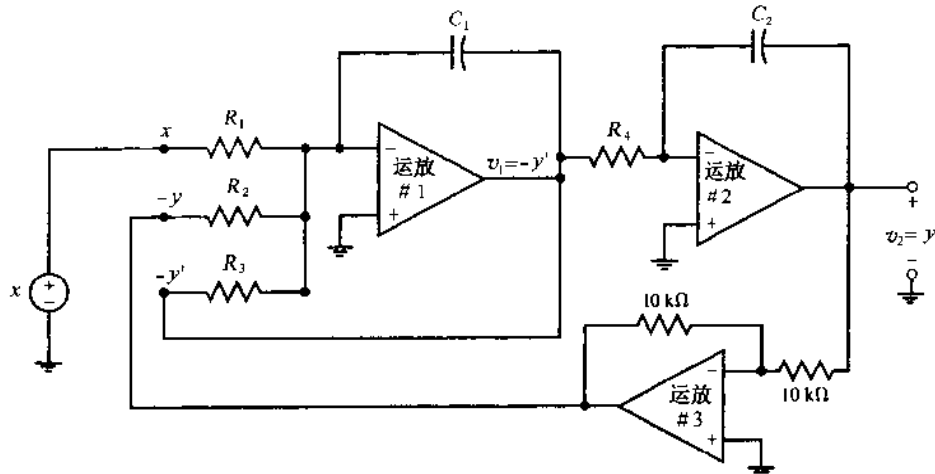 C₁
C₂
x
R₁
−
运放
#1
+
v₁=−y'
R₄
−
运放
#2
+
−y
R₂
−y'
R₃
x
+
−
+
v₂= y
−
10 kΩ
−
运放
#3
+
10 kΩ